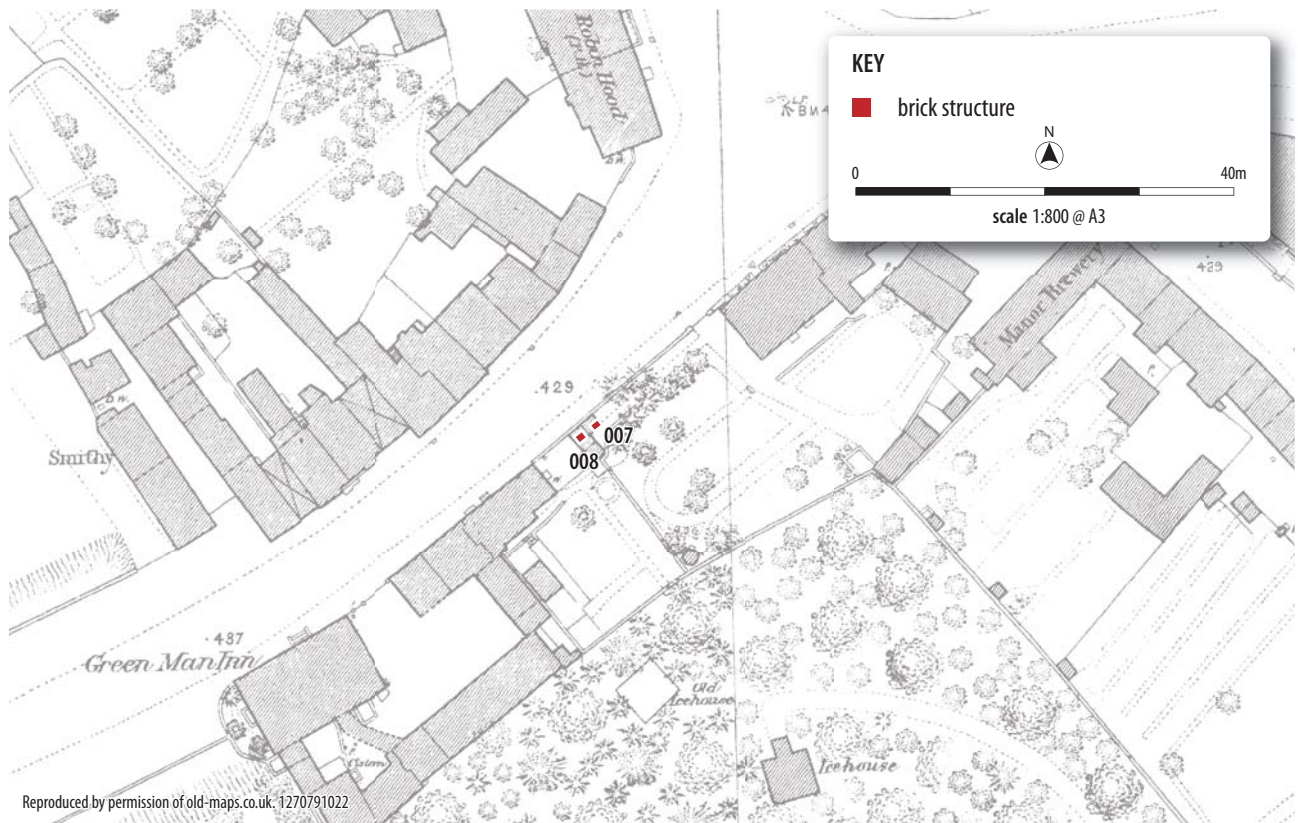 Robin Hood
(P.H.)
KEY
brick structure
N
0 40m
scale 1:800 @ A3
B.M.
429
Manor Brewery
P.
.429
007
008
Smithy
.487
Green Man Inn
Old
Icehouse
Icehouse
Cistern
Reproduced by permission of old-maps.co.uk. 1270791022